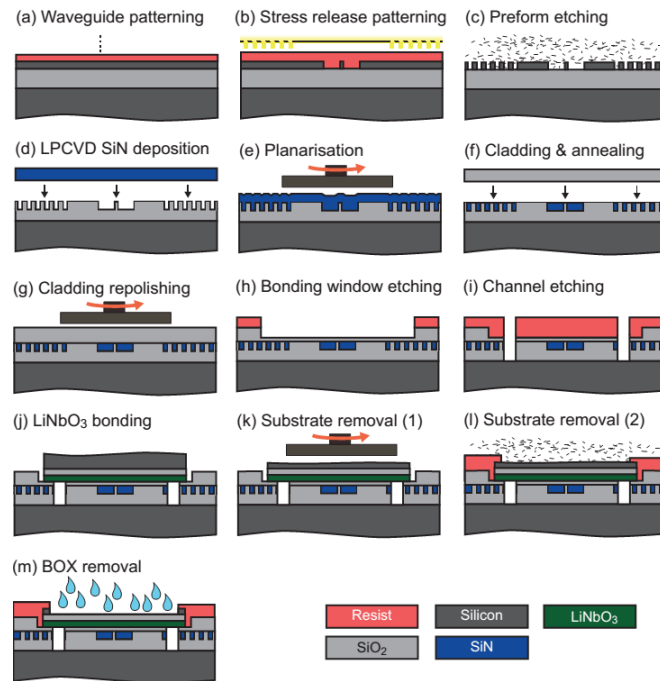 (a) Waveguide patterning
(b) Stress release patterning
(c) Preform etching
(d) LPCVD SiN deposition
(e) Planarisation
(f) Cladding & annealing
(g) Cladding repolishing
(h) Bonding window etching
(i) Channel etching
(j) LiNbO₃ bonding
(k) Substrate removal (1)
(l) Substrate removal (2)
(m) BOX removal
Resist
Silicon
LiNbO₃
SiO₂
SiN